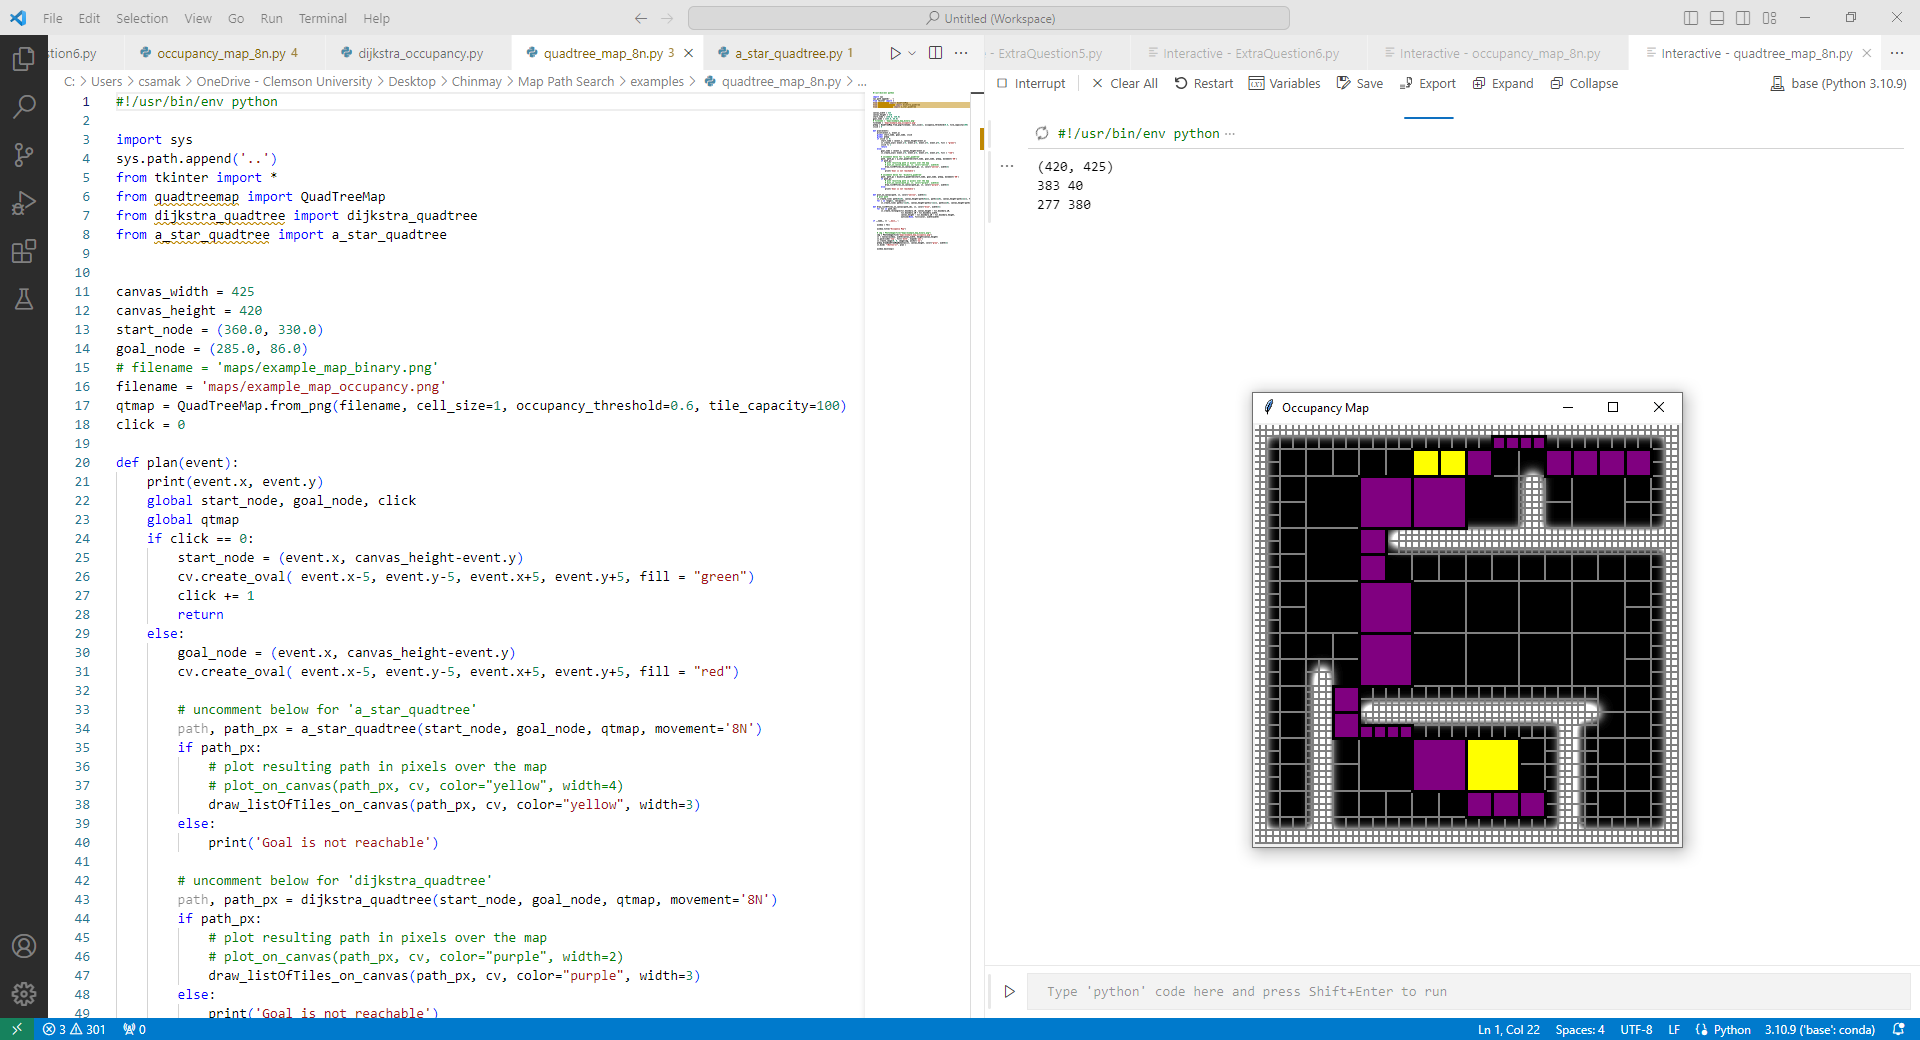 File Edit Selection View Go Run Terminal Help
Untitled (Workspace)
stion6.py occupancy_map_8n.py 4 dijkstra_occupancy.py quadtree_map_8n.py 3 a_star_quadtree.py 1
- ExtraQuestion5.py Interactive - ExtraQuestion6.py Interactive - occupancy_map_8n.py Interactive - quadtree_map_8n.py
C: > Users > csamak > OneDrive - Clemson University > Desktop > Chinmay > Map Path Search > examples > quadtree_map_8n.py > ...
Interrupt Clear All Restart Variables Save Export Expand Collapse base (Python 3.10.9)
1 #!/usr/bin/env python
2
3 import sys
4 sys.path.append('..')
5 from tkinter import *
6 from quadtreemap import QuadTreeMap
7 from dijkstra_quadtree import dijkstra_quadtree
8 from a_star_quadtree import a_star_quadtree
9
10
11 canvas_width = 425
12 canvas_height = 420
13 start_node = (360.0, 330.0)
14 goal_node = (285.0, 86.0)
15 # filename = 'maps/example_map_binary.png'
16 filename = 'maps/example_map_occupancy.png'
17 qtmap = QuadTreeMap.from_png(filename, cell_size=1, occupancy_threshold=0.6, tile_capacity=100)
18 click = 0
19
20 def plan(event):
21 print(event.x, event.y)
22 global start_node, goal_node, click
23 global qtmap
24 if click == 0:
25 start_node = (event.x, canvas_height-event.y)
26 cv.create_oval( event.x-5, event.y-5, event.x+5, event.y+5, fill = "green")
27 click += 1
28 return
29 else:
30 goal_node = (event.x, canvas_height-event.y)
31 cv.create_oval( event.x-5, event.y-5, event.x+5, event.y+5, fill = "red")
32
33 # uncomment below for 'a_star_quadtree'
34 path, path_px = a_star_quadtree(start_node, goal_node, qtmap, movement='8N')
35 if path_px:
36 # plot resulting path in pixels over the map
37 # plot_on_canvas(path_px, cv, color="yellow", width=4)
38 draw_listOfTiles_on_canvas(path_px, cv, color="yellow", width=3)
39 else:
40 print('Goal is not reachable')
41
42 # uncomment below for 'dijkstra_quadtree'
43 path, path_px = dijkstra_quadtree(start_node, goal_node, qtmap, movement='8N')
44 if path_px:
45 # plot resulting path in pixels over the map
46 # plot_on_canvas(path_px, cv, color="purple", width=2)
47 draw_listOfTiles_on_canvas(path_px, cv, color="purple", width=3)
48 else:
49 print('Goal is not reachable')
#!/usr/bin/env python ...
(420, 425)
383 40
277 380
Occupancy Map
Type 'python' code here and press Shift+Enter to run
3 301 0
Ln 1, Col 22 Spaces: 4 UTF-8 LF Python 3.10.9 ('base': conda)